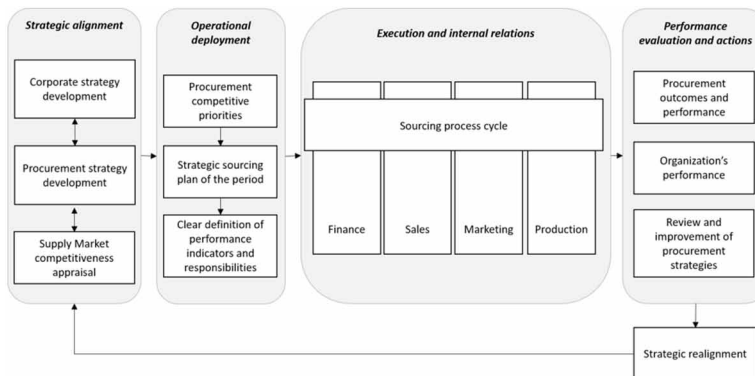 Strategic alignment
Corporate strategy
development
Procurement strategy
development
Supply Market
competitiveness
appraisal
Operational
deployment
Procurement
competitive
priorities
Strategic sourcing
plan of the period
Clear definition of
performance
indicators and
responsibilities
Execution and internal relations
Sourcing process cycle
Finance
Sales
Marketing
Production
Performance
evaluation and actions
Procurement
outcomes and
performance
Organization's
performance
Review and
improvement of
procurement
strategies
Strategic realignment